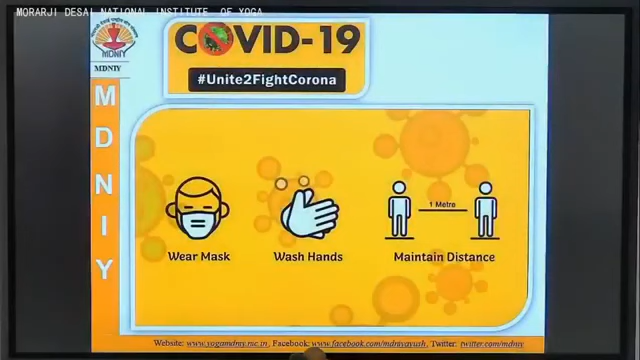 MORARJI DESAI NATIONAL INSTITUTE OF YOGA
MDNIY
MDNIY
COVID-19
#Unite2FightCorona
M
D
N
I
Y
1 Metre
Wear Mask
Wash Hands
Maintain Distance
Website: www.yogamdniy.nic.in, Facebook: www.facebook.com/mdniyayush, Twitter: twitter.com/mdniy